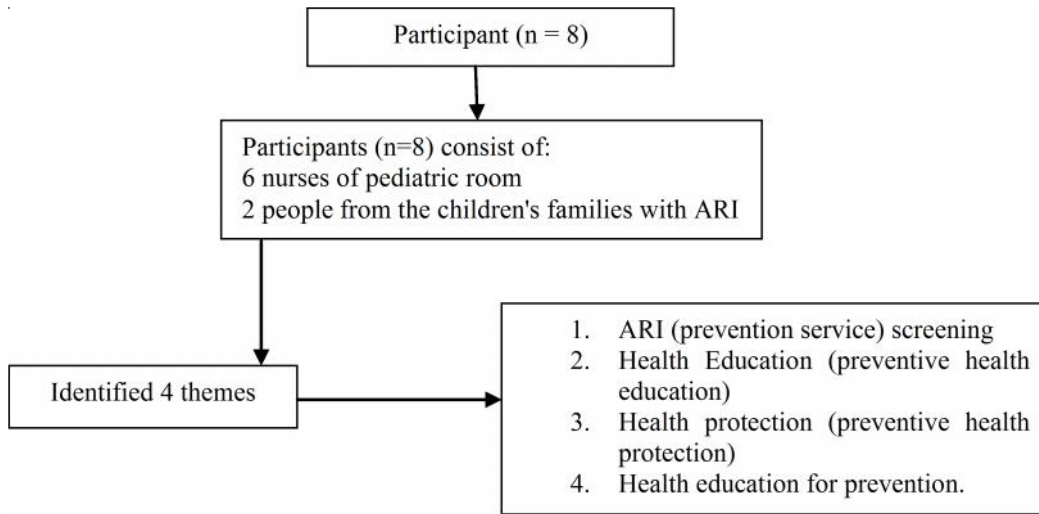 Participant (n = 8)
Participants (n=8) consist of:
6 nurses of pediatric room
2 people from the children's families with ARI
Identified 4 themes
1. ARI (prevention service) screening
2. Health Education (preventive health
education)
3. Health protection (preventive health
protection)
4. Health education for prevention.